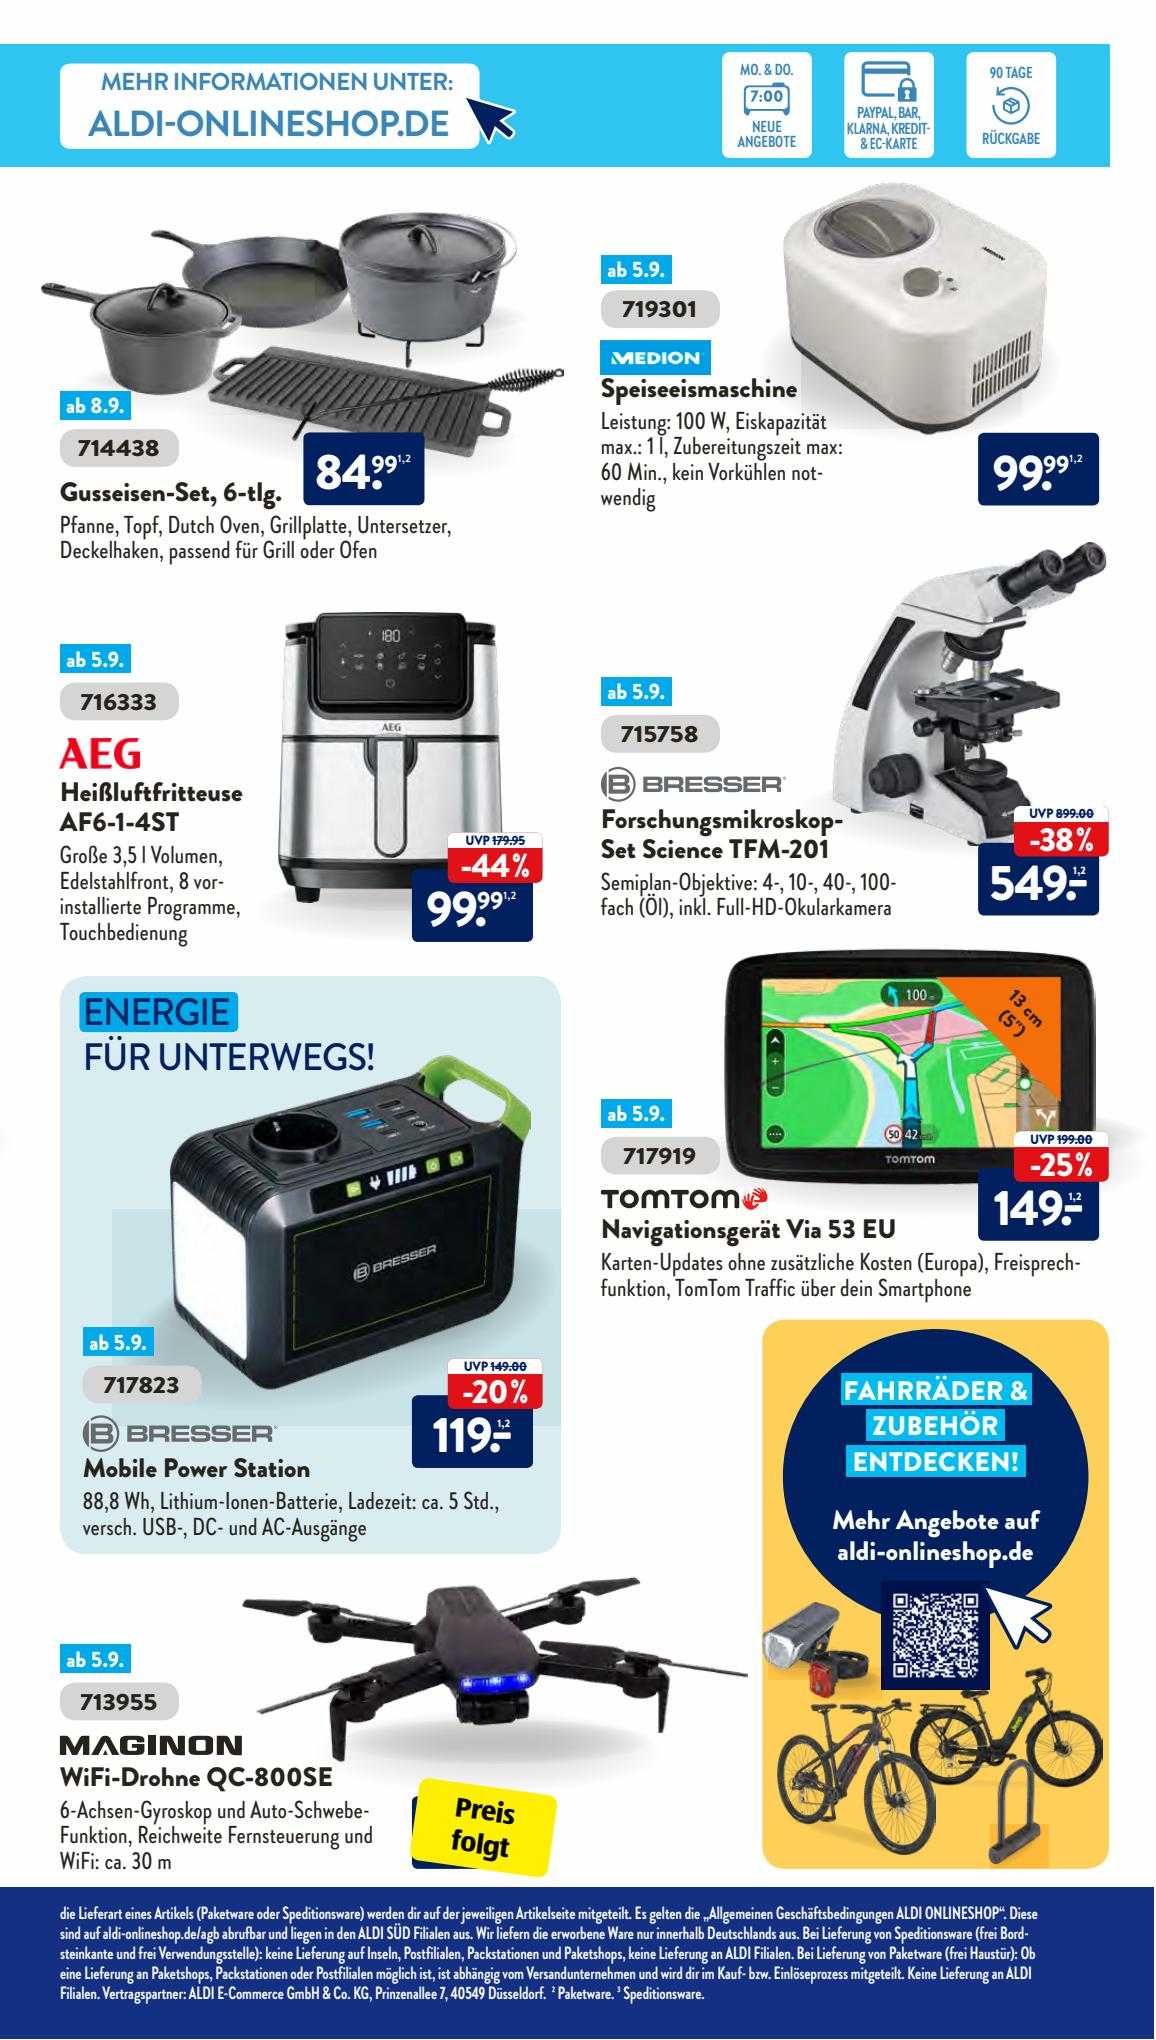 MEHR INFORMATIONEN UNTER:
ALDI-ONLINESHOP.DE
MO. & DO.
7:00
NEUE
ANGEBOTE
PAYPAL, BAR,
KLARNA, KREDIT-
& EC-KARTE
90 TAGE
RÜCKGABE
ab 8.9.
714438
Gusseisen-Set, 6-tlg.
84.99 1,2
Pfanne, Topf, Dutch Oven, Grillplatte, Untersetzer,
Deckelhaken, passend für Grill oder Ofen
ab 5.9.
719301
MEDION
MEDION
Speiseeismaschine
Leistung: 100 W, Eiskapazität
max.: 1 l, Zubereitungszeit max:
60 Min., kein Vorkühlen not-
wendig
99.99 1,2
ab 5.9.
716333
AEG
Heißluftfritteuse
AF6-1-4ST
Große 3,5 l Volumen,
Edelstahlfront, 8 vor-
installierte Programme,
Touchbedienung
180
AEG
UVP 179.95
-44%
99.99 1,2
ab 5.9.
715758
BRESSER
Forschungsmikroskop-
Set Science TFM-201
Semiplan-Objektive: 4-, 10-, 40-, 100-
fach (Öl), inkl. Full-HD-Okularkamera
UVP 899.00
-38%
549.– 1,2
ENERGIE
FÜR UNTERWEGS!
BRESSER
ab 5.9.
717823
BRESSER
Mobile Power Station
88,8 Wh, Lithium-Ionen-Batterie, Ladezeit: ca. 5 Std.,
versch. USB-, DC- und AC-Ausgänge
UVP 149.00
-20%
119.– 1,2
100
13 cm
(5")
50 42
TOMTOM
ab 5.9.
717919
TOMTOM
Navigationsgerät Via 53 EU
Karten-Updates ohne zusätzliche Kosten (Europa), Freisprech-
funktion, TomTom Traffic über dein Smartphone
UVP 199.00
-25%
149.– 1,2
FAHRRÄDER &
ZUBEHÖR
ENTDECKEN!
Mehr Angebote auf
aldi-onlineshop.de
Jeep
ab 5.9.
713955
MAGINON
WiFi-Drohne QC-800SE
6-Achsen-Gyroskop und Auto-Schwebe-
Funktion, Reichweite Fernsteuerung und
WiFi: ca. 30 m
Preis
folgt
die Lieferart eines Artikels (Paketware oder Speditionsware) werden dir auf der jeweiligen Artikelseite mitgeteilt. Es gelten die „Allgemeinen Geschäftsbedingungen ALDI ONLINESHOP“. Diese
sind auf aldi-onlineshop.de/agb abrufbar und liegen in den ALDI SÜD Filialen aus. Wir liefern die erworbene Ware nur innerhalb Deutschlands aus. Bei Lieferung von Speditionsware (frei Bord-
steinkante und frei Verwendungsstelle): keine Lieferung auf Inseln, Postfilialen, Packstationen und Paketshops, keine Lieferung an ALDI Filialen. Bei Lieferung von Paketware (frei Haustür): Ob
eine Lieferung an Paketshops, Packstationen oder Postfilialen möglich ist, ist abhängig vom Versandunternehmen und wird dir im Kauf- bzw. Einlöseprozess mitgeteilt. Keine Lieferung an ALDI
Filialen. Vertragspartner: ALDI E-Commerce GmbH & Co. KG, Prinzenallee 7, 40549 Düsseldorf. ² Paketware. ³ Speditionsware.